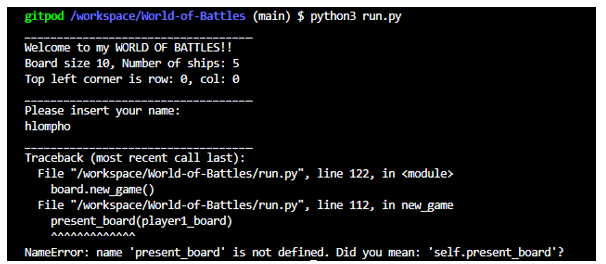 gitpod /workspace/World-of-Battles (main) $ python3 run.py
___________________________________
Welcome to my WORLD OF BATTLES!!
Board size 10, Number of ships: 5
Top left corner is row: 0, col: 0
___________________________________
Please insert your name:
hlompho
___________________________________
Traceback (most recent call last):
  File "/workspace/World-of-Battles/run.py", line 122, in <module>
    board.new_game()
  File "/workspace/World-of-Battles/run.py", line 112, in new_game
    present_board(player1_board)
    ^^^^^^^^^^^^^
NameError: name 'present_board' is not defined. Did you mean: 'self.present_board'?